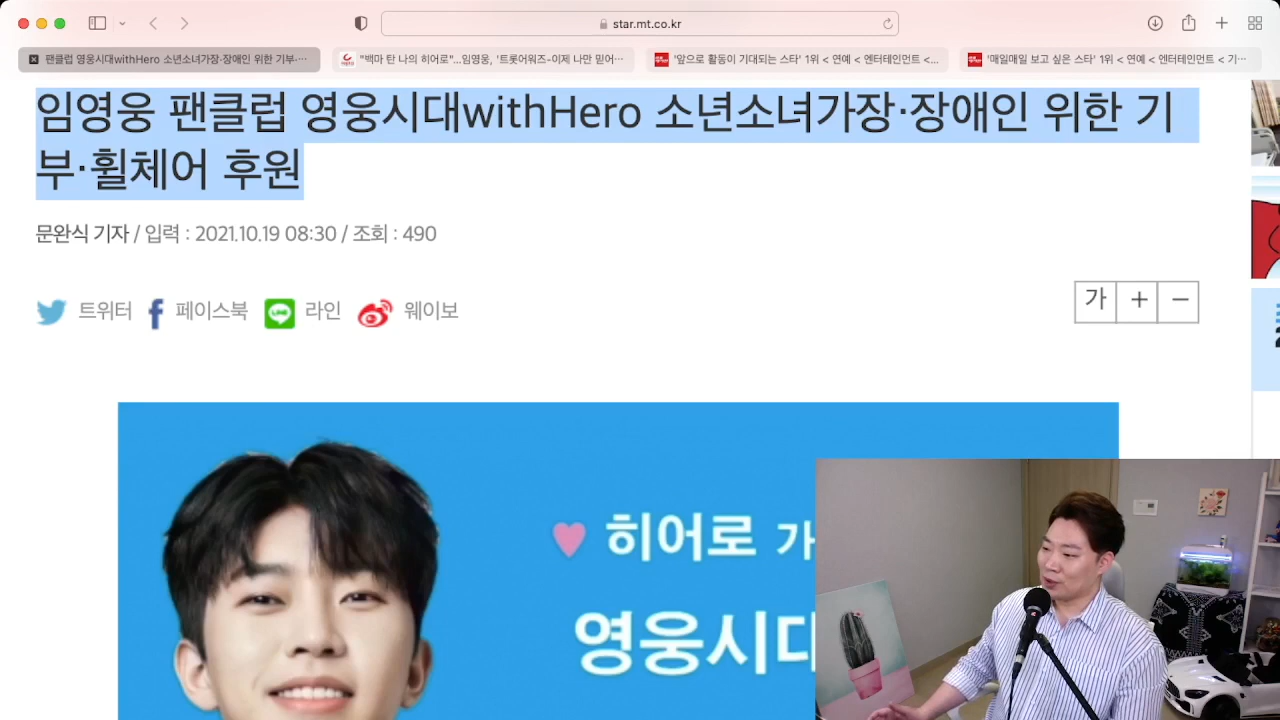 star.mt.co.kr
팬클럽 영웅시대withHero 소년소녀가장·장애인 위한 기부·…
"백마 탄 나의 히어로"...임영웅, '트롯어워즈-이제 나만 믿어…
'앞으로 활동이 기대되는 스타' 1위 < 연예 < 엔터테인먼트 <…
'매일매일 보고 싶은 스타' 1위 < 연예 < 엔터테인먼트 < 기…
임영웅 팬클럽 영웅시대withHero 소년소녀가장·장애인 위한 기
부·휠체어 후원
문완식 기자 / 입력 : 2021.10.19 08:30 / 조회 : 490
트위터 페이스북 라인 웨이보
가 + −
히어로 가
영웅시대